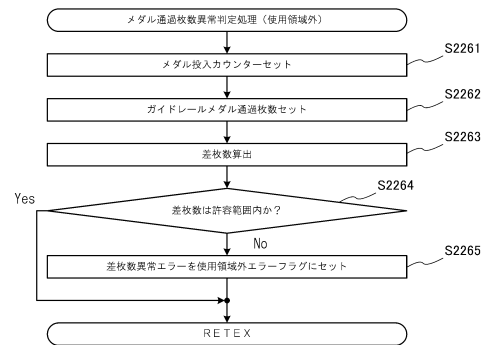 メダル通過枚数異常判定処理（使用領域外）
S2261
メダル投入カウンターセット
S2262
ガイドレールメダル通過枚数セット
S2263
差枚数算出
S2264
Yes
差枚数は許容範囲内か？
No
S2265
差枚数異常エラーを使用領域外エラーフラグにセット
RETEX